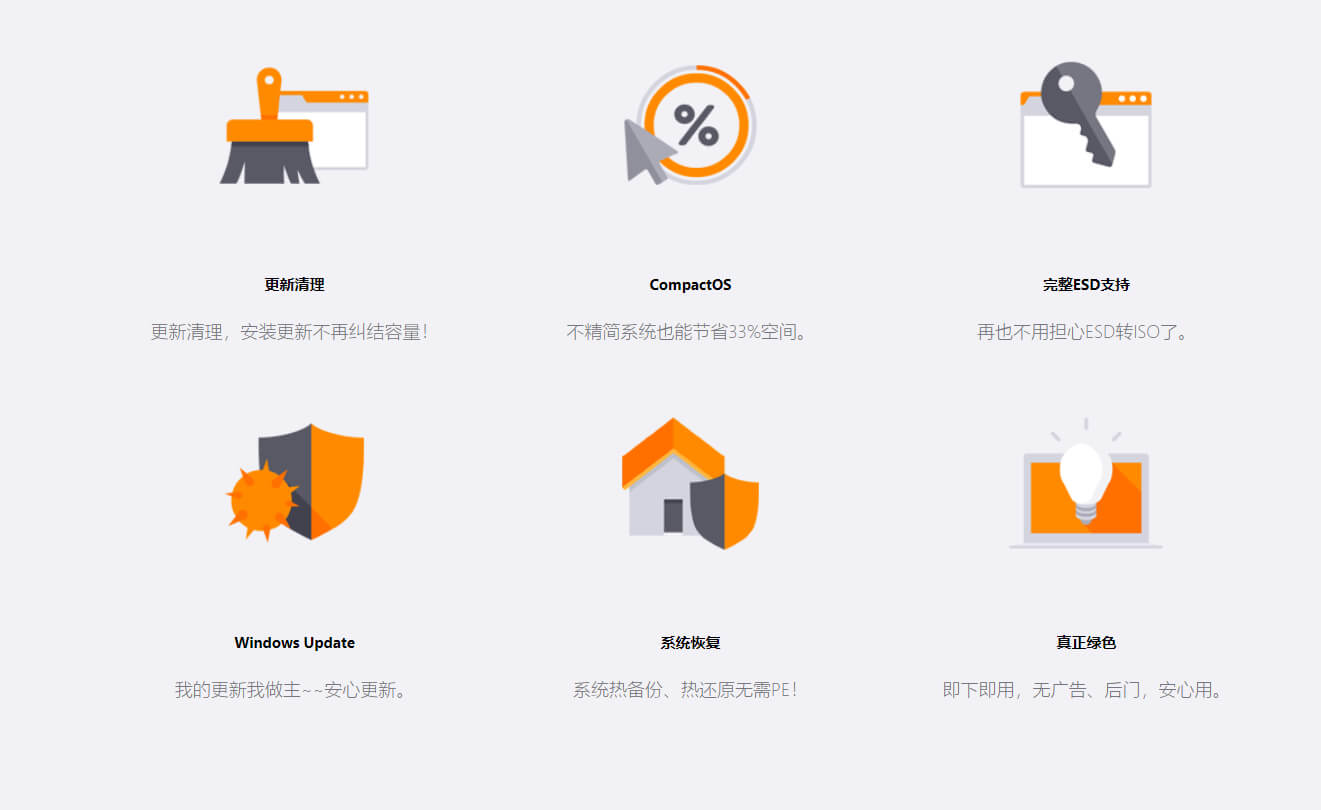 更新清理
CompactOS
完整ESD支持
更新清理，安装更新不再纠结容量！
不精简系统也能节省33%空间。
再也不用担心ESD转ISO了。
Windows Update
系统恢复
真正绿色
我的更新我做主~~安心更新。
系统热备份、热还原无需PE！
即下即用，无广告、后门，安心用。